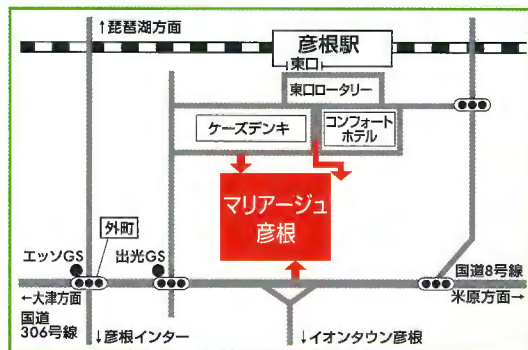 ↑琵琶湖方面
彦根駅
東口
東口ロータリー
ケーズデンキ
コンフォート
ホテル
マリアージュ
彦根
外町
エッソGS
出光GS
国道8号線
←大津方面
米原方面→
国道
306号線
↓彦根インター
↓イオンタウン彦根